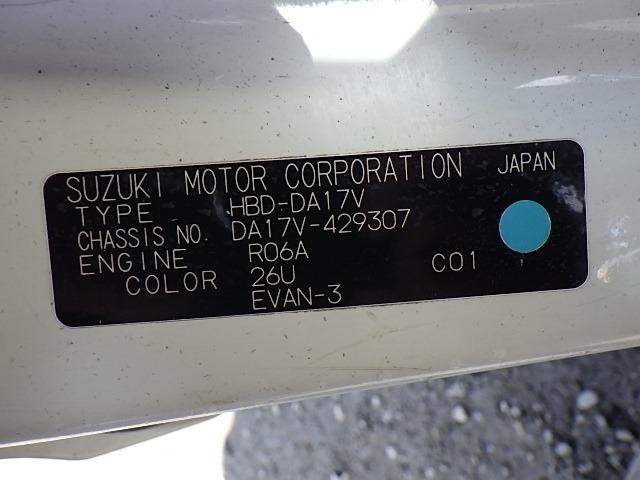 SUZUKI MOTOR CORPORATION JAPAN
TYPE HBD-DA17V
CHASSIS NO. DA17V-429307
ENGINE R06A
COLOR 26U C01
EVAN-3